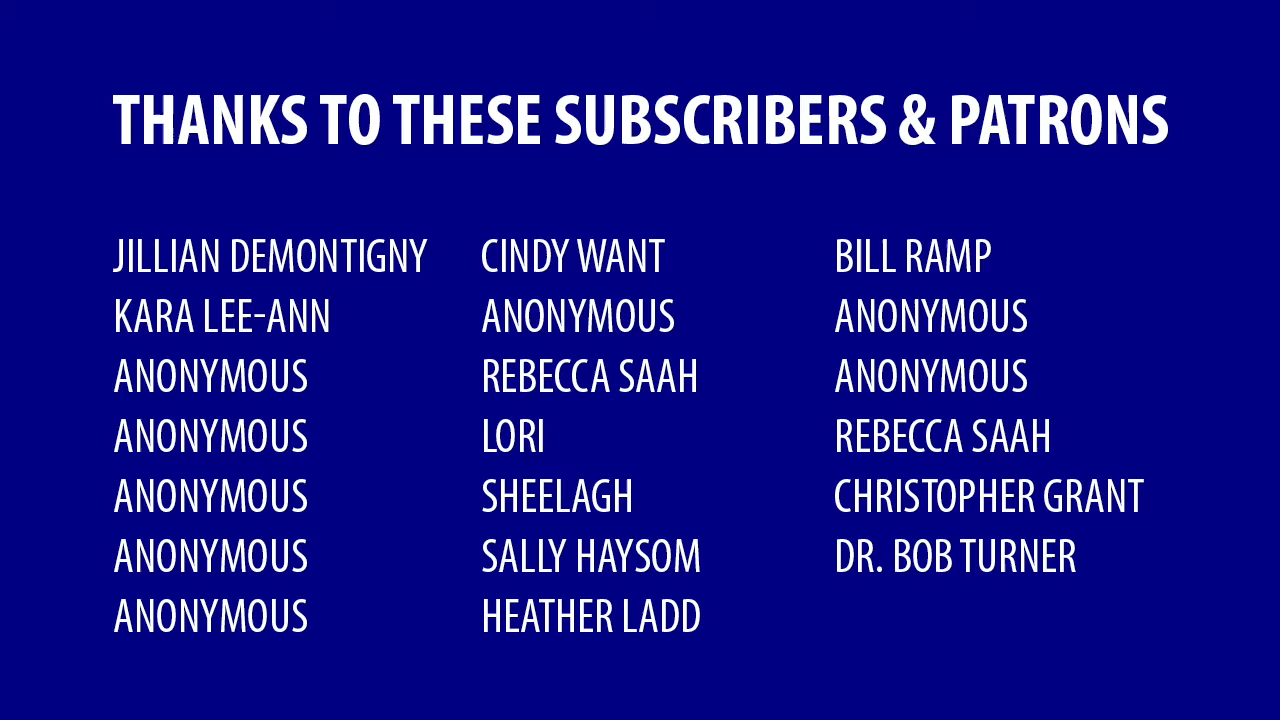 THANKS TO THESE SUBSCRIBERS & PATRONS
JILLIAN DEMONTIGNY
KARA LEE-ANN
ANONYMOUS
ANONYMOUS
ANONYMOUS
ANONYMOUS
ANONYMOUS
CINDY WANT
ANONYMOUS
REBECCA SAAH
LORI
SHEELAGH
SALLY HAYSOM
HEATHER LADD
BILL RAMP
ANONYMOUS
ANONYMOUS
REBECCA SAAH
CHRISTOPHER GRANT
DR. BOB TURNER